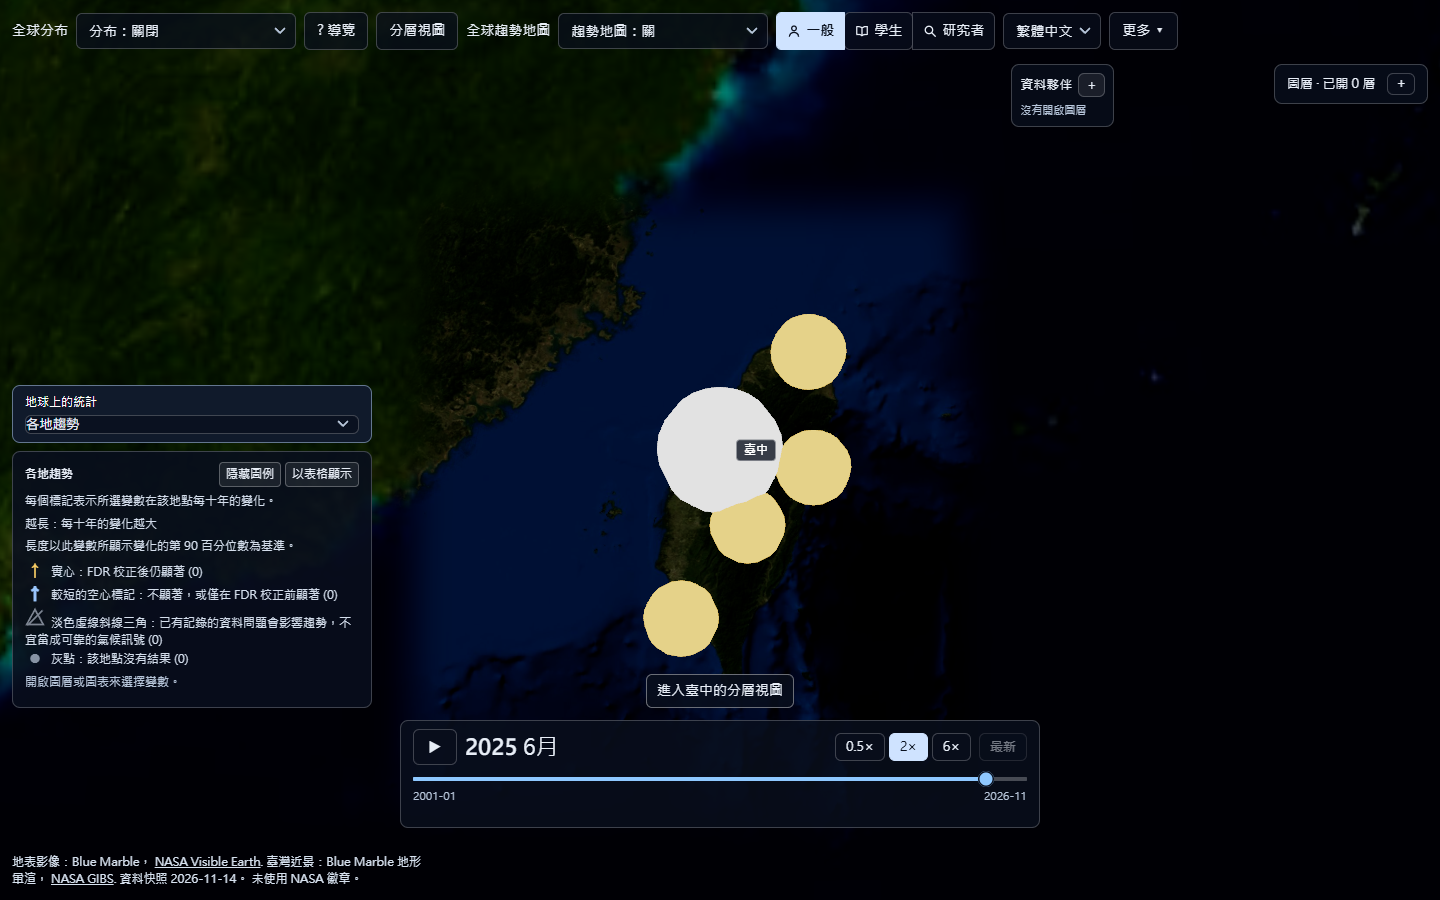 全球分布 分布：關閉 ? 導覽 分層視圖 全球趨勢地圖 趨勢地圖：關 一般 學生 研究者 繁體中文 更多 ▼
資料夥伴 +
沒有開啟圖層
圖層 · 已開 0 層 +
臺中
地球上的統計
各地趨勢
各地趨勢 隱藏圖例 以表格顯示
每個標記表示所選變數在該地點每十年的變化。
越長：每十年的變化越大
長度以此變數所顯示變化的第 90 百分位數為基準。
實心：FDR 校正後仍顯著 (0)
較短的空心標記：不顯著，或僅在 FDR 校正前顯著 (0)
淡色虛線斜線三角：已有記錄的資料問題會影響趨勢，不
宜當成可靠的氣候訊號 (0)
灰點：該地點沒有結果 (0)
開啟圖層或圖表來選擇變數。
進入臺中的分層視圖
2025 6月 0.5× 2× 6× 最新
2001-01 2026-11
地表影像：Blue Marble， NASA Visible Earth. 臺灣近景：Blue Marble 地形
暈渲， NASA GIBS. 資料快照 2026-11-14。 未使用 NASA 徽章。